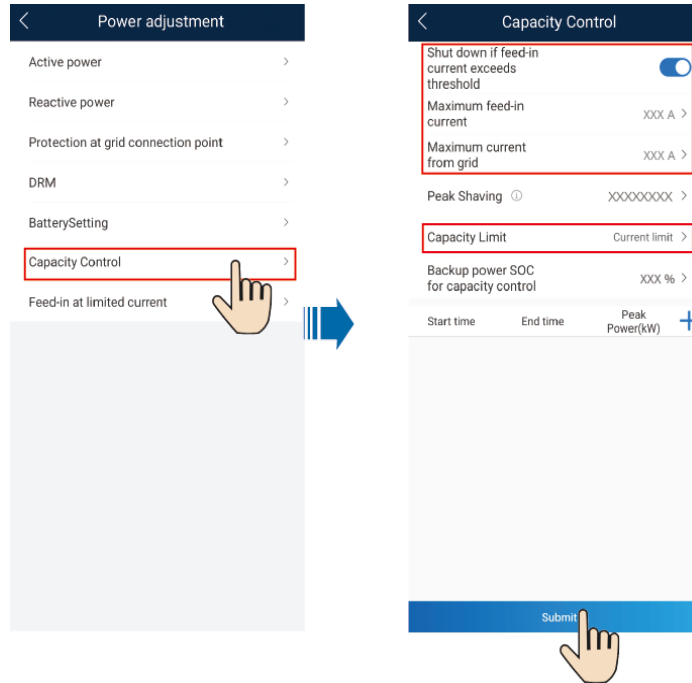 Power adjustment
Active power
Reactive power
Protection at grid connection point
DRM
BatterySetting
Capacity Control
Feed-in at limited current
Capacity Control
Shut down if feed-in
current exceeds
threshold
Maximum feed-in
current
XXX A
Maximum current
from grid
XXX A
Peak Shaving
XXXXXXXX
Capacity Limit
Current limit
Backup power SOC
for capacity control
XXX %
Start time
End time
Peak
Power(kW)
Submit